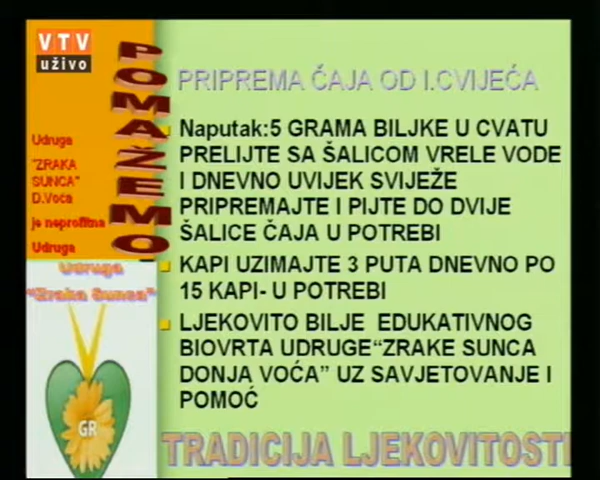 VTV
uživo
POMAŽEMO
Udruga
"ZRAKA
SUNCA"
D.Voća
je neprofitna
Udruga
Udruga
"Zraka Sunca"
GR
PRIPREMA ČAJA OD I.CVIJEĆA
Naputak:5 GRAMA BILJKE U CVATU
PRELIJTE SA ŠALICOM VRELE VODE
I DNEVNO UVIJEK SVIJEŽE
PRIPREMAJTE I PIJTE DO DVIJE
ŠALICE ČAJA U POTREBI
KAPI UZIMAJTE 3 PUTA DNEVNO PO
15 KAPI- U POTREBI
LJEKOVITO BILJE EDUKATIVNOG
BIOVRTA UDRUGE“ZRAKE SUNCA
DONJA VOĆA” UZ SAVJETOVANJE I
POMOĆ
TRADICIJA LJEKOVITOSTI